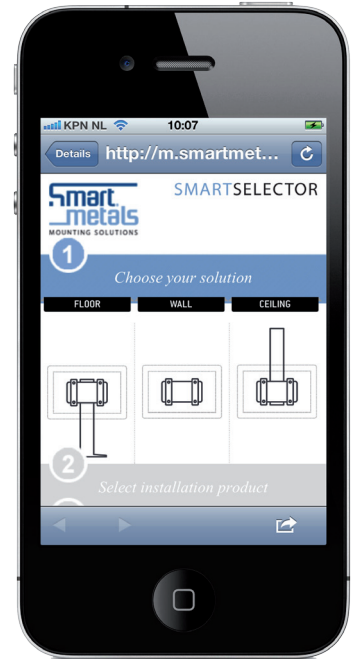 KPN NL 10:07
Details http://m.smartmet...
Smart
metals
MOUNTING SOLUTIONS
SMARTSELECTOR
1
Choose your solution
FLOOR WALL CEILING
2
Select installation product